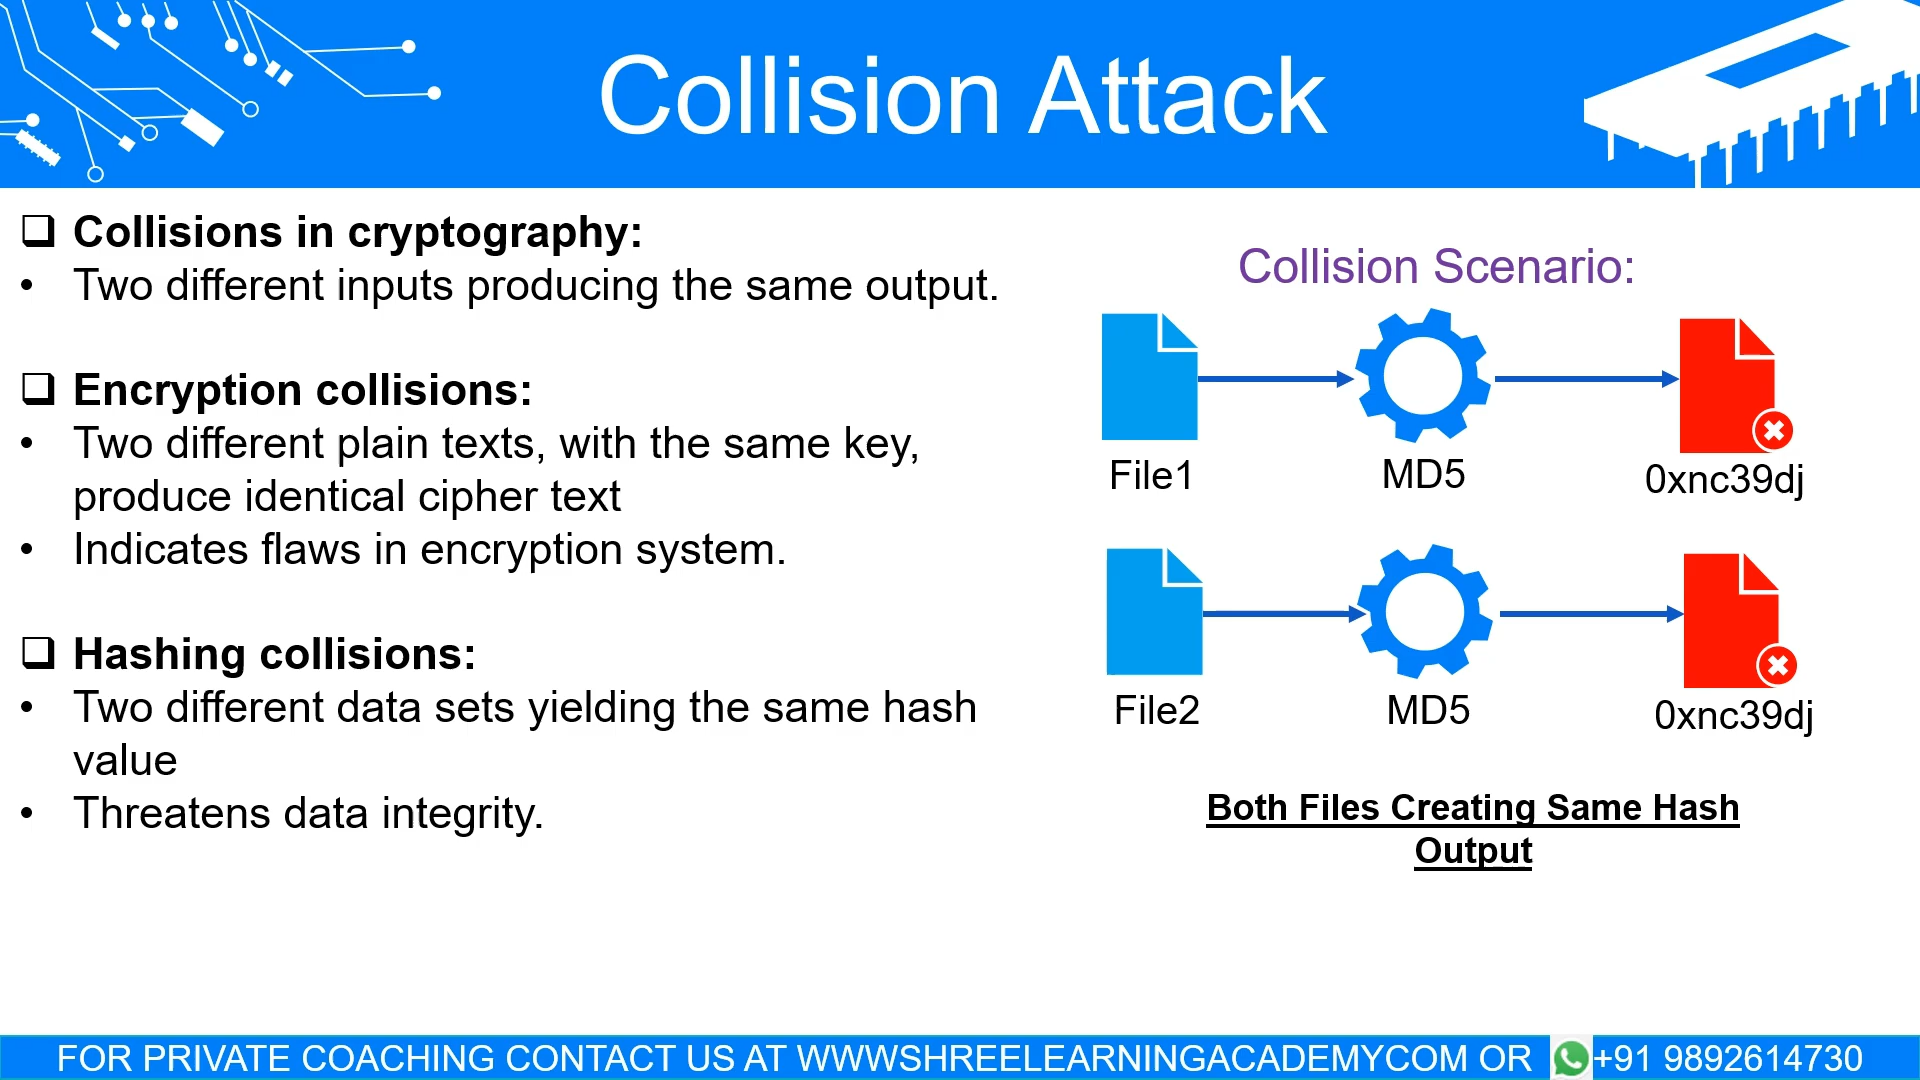 Collision Attack
❑ Collisions in cryptography:
• Two different inputs producing the same output.
❑ Encryption collisions:
• Two different plain texts, with the same key,
produce identical cipher text
• Indicates flaws in encryption system.
❑ Hashing collisions:
• Two different data sets yielding the same hash
value
• Threatens data integrity.
Collision Scenario:
File1
MD5
0xnc39dj
File2
MD5
0xnc39dj
Both Files Creating Same Hash
Output
FOR PRIVATE COACHING CONTACT US AT WWWSHREELEARNINGACADEMYCOM OR +91 9892614730